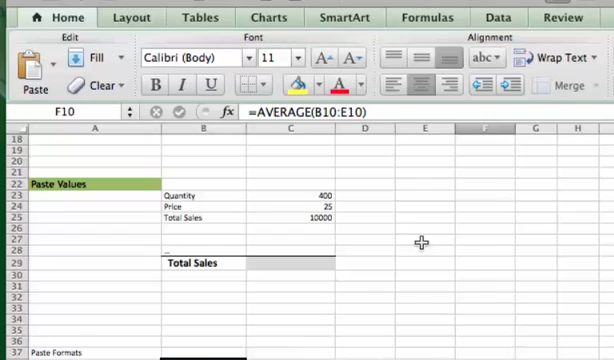 Home Layout Tables Charts SmartArt Formulas Data Review
Edit Font Alignment
Paste Fill Clear Calibri (Body) 11 A A B I U A abc Wrap Text Merge
F10 fx =AVERAGE(B10:E10)
A B C D E F G H
18
19
20
21
22 Paste Values
23 Quantity 400
24 Price 25
25 Total Sales 10000
26
27
28
29 Total Sales
30
31
32
33
34
35
36
37 Paste Formats